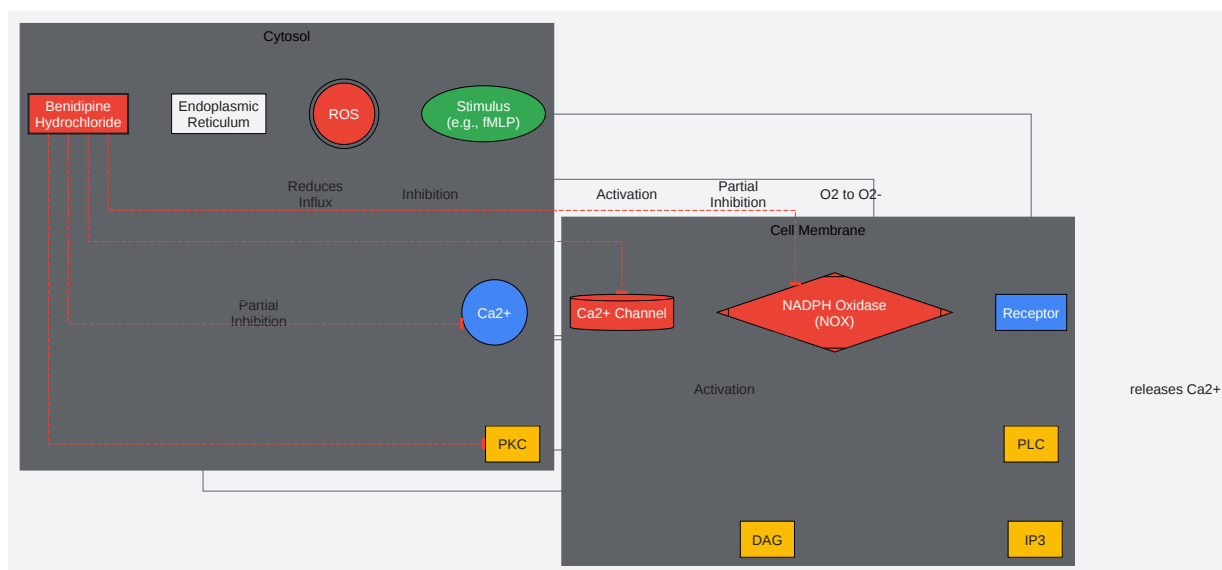 Cytosol
Benidipine
Hydrochloride
Endoplasmic
Reticulum
ROS
Stimulus
(e.g., fMLP)
Reduces
Influx
Inhibition
Activation
Partial
Inhibition
O2 to O2-
Cell Membrane
Partial
Inhibition
Ca2+
Ca2+ Channel
NADPH Oxidase
(NOX)
Receptor
Activation
releases Ca2+
PKC
PLC
DAG
IP3